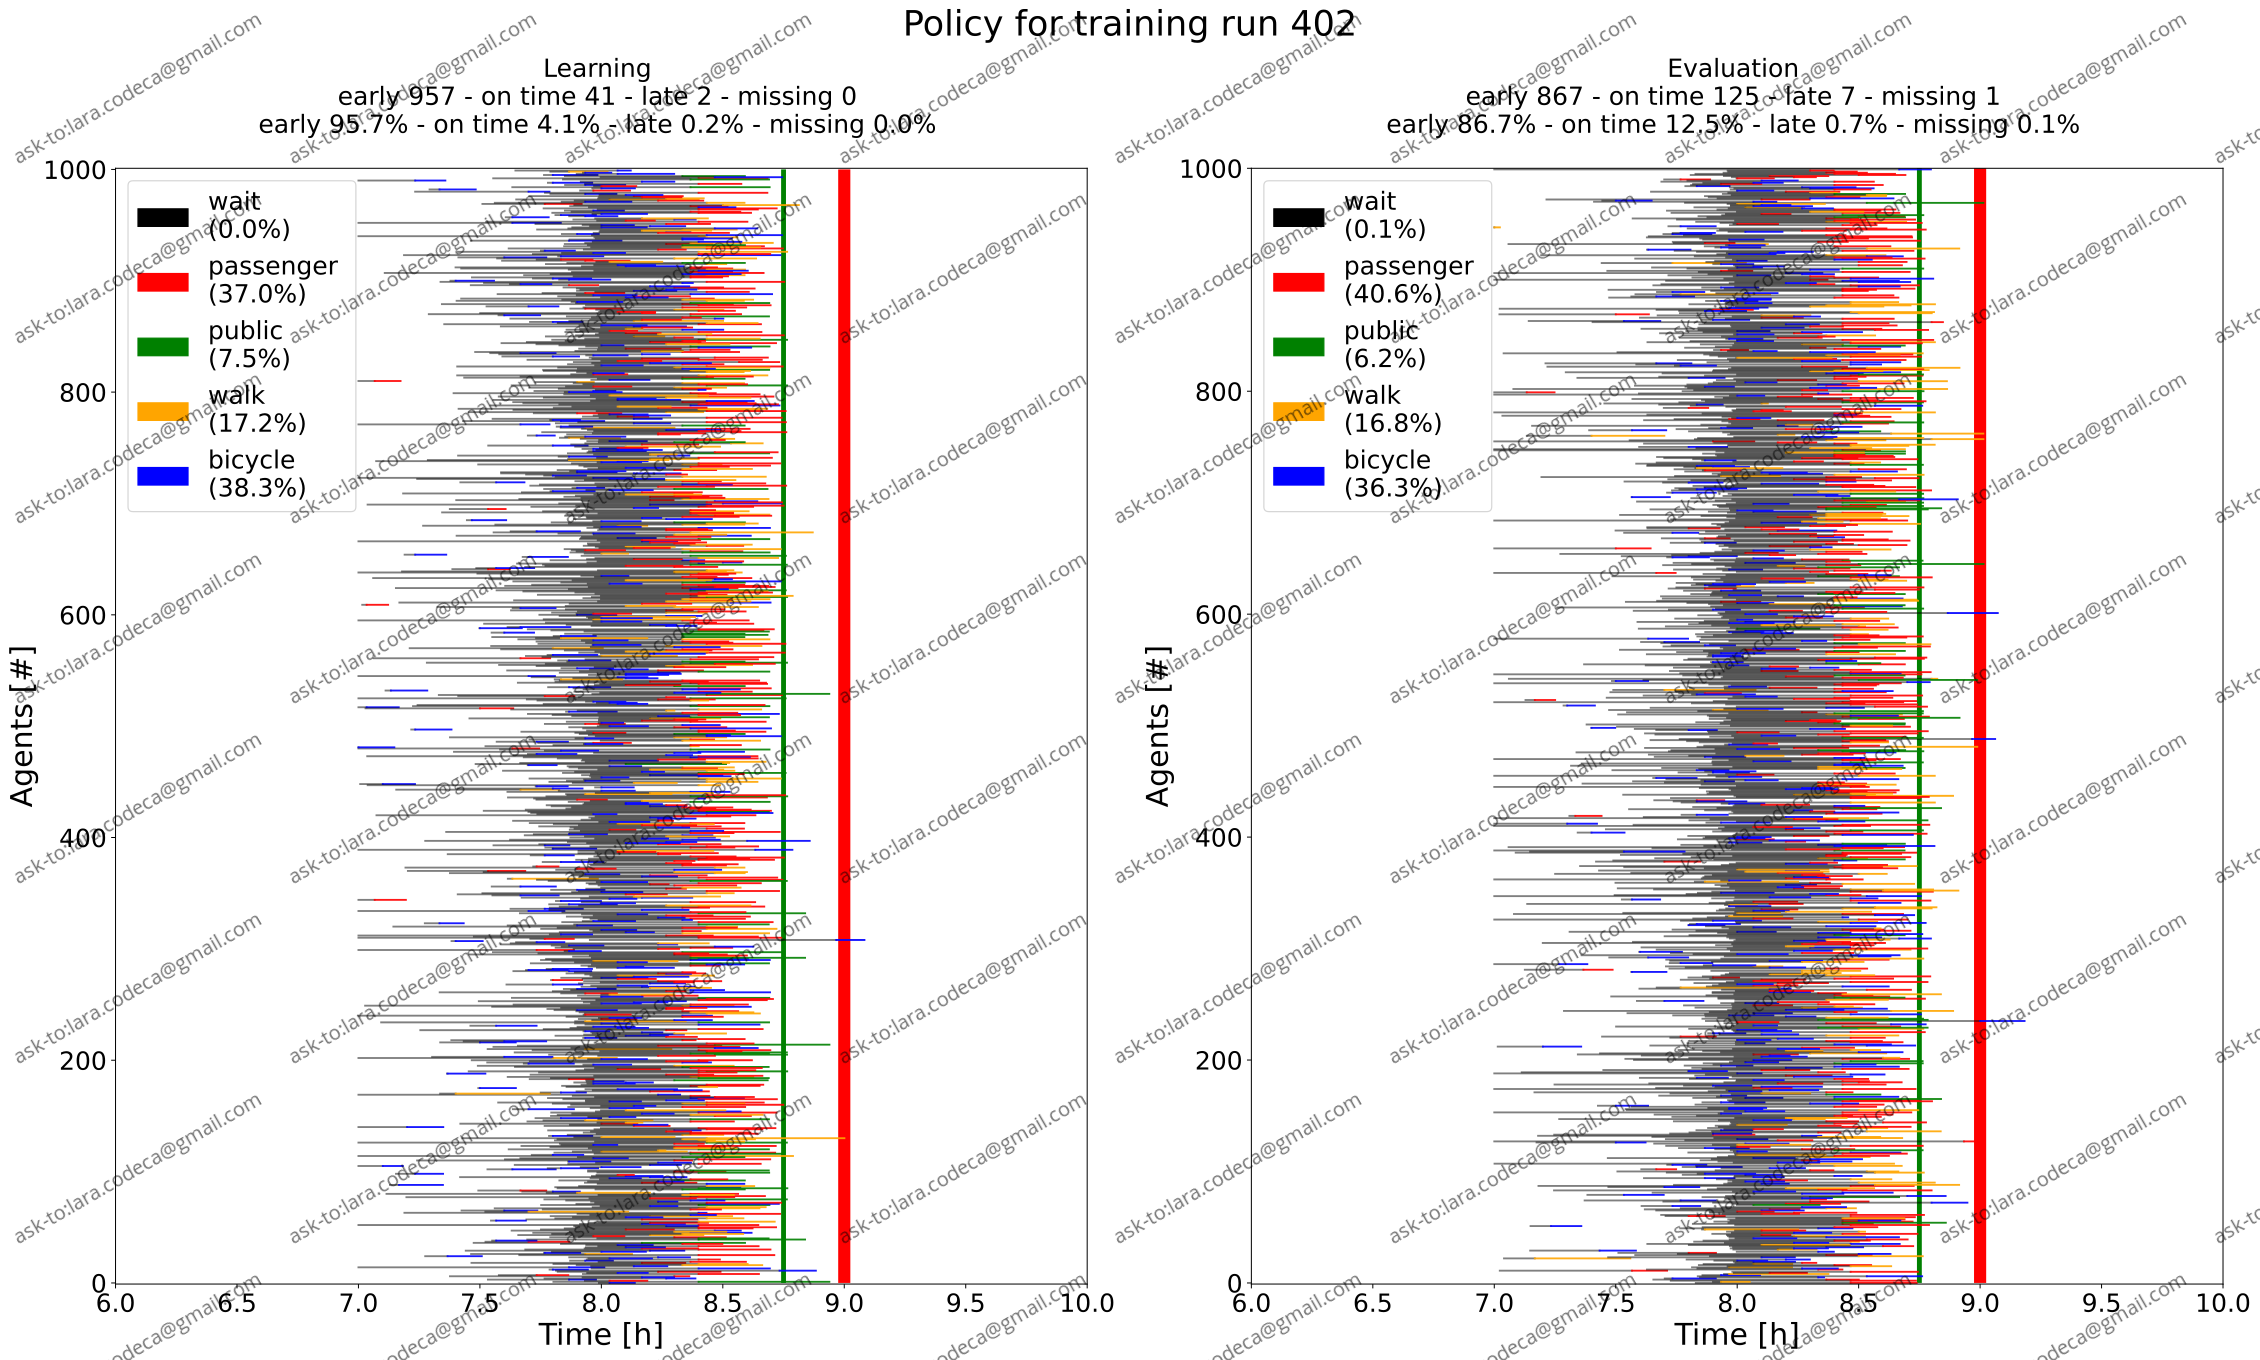 Policy for training run 402
Learning
early 957 - on time 41 - late 2 - missing 0
early 95.7% - on time 4.1% - late 0.2% - missing 0.0%
1000
800
600
400
200
0
Agents [#]
wait
(0.0%)
passenger
(37.0%)
public
(7.5%)
walk
(17.2%)
bicycle
(38.3%)
6.0 6.5 7.0 7.5 8.0 8.5 9.0 9.5 10.0
Time [h]
Evaluation
early 867 - on time 125 - late 7 - missing 1
early 86.7% - on time 12.5% - late 0.7% - missing 0.1%
1000
800
600
400
200
0
Agents [#]
wait
(0.1%)
passenger
(40.6%)
public
(6.2%)
walk
(16.8%)
bicycle
(36.3%)
6.0 6.5 7.0 7.5 8.0 8.5 9.0 9.5 10.0
Time [h]
ask-to:lara.codeca@gmail.com